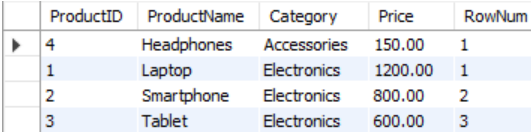 ProductID ProductName Category Price RowNum
4 Headphones Accessories 150.00 1
1 Laptop Electronics 1200.00 1
2 Smartphone Electronics 800.00 2
3 Tablet Electronics 600.00 3